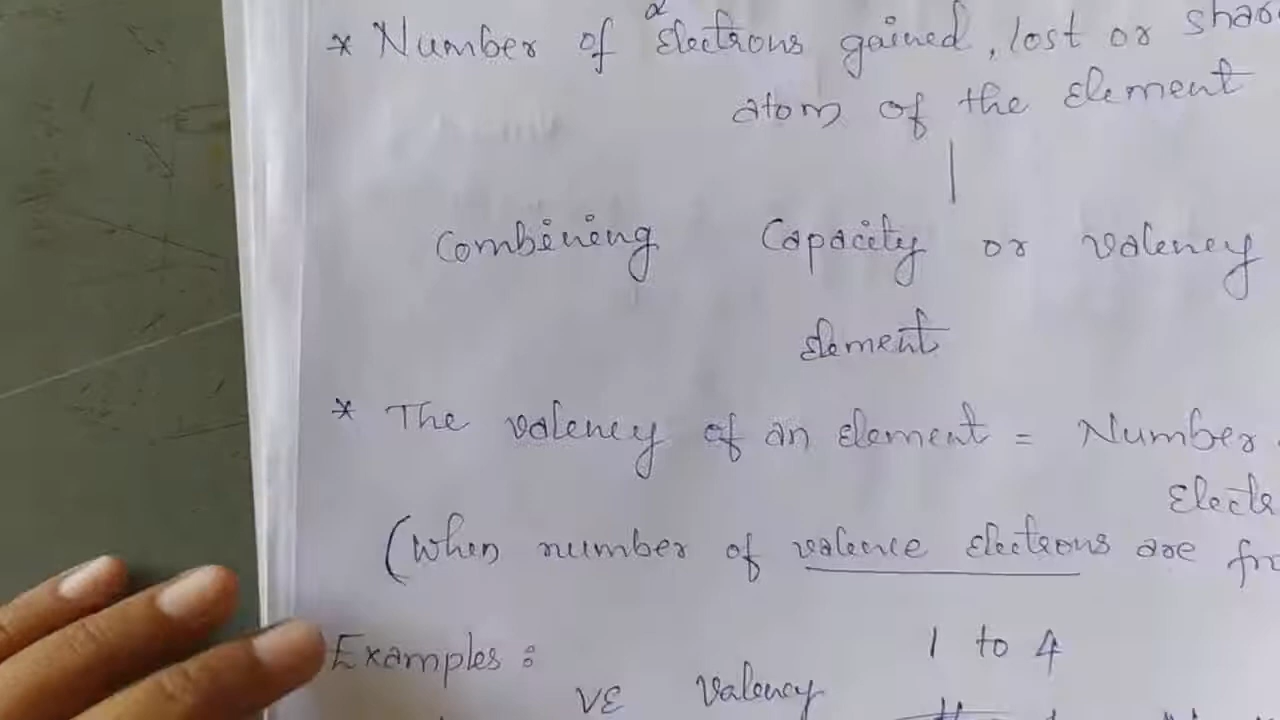 * Number of electrons gained, lost or
atom of the element
|
Combining Capacity or valency
element
* The valency of an element = Number
(When number of valence electrons are
1 to 4
Examples :
VE Valency